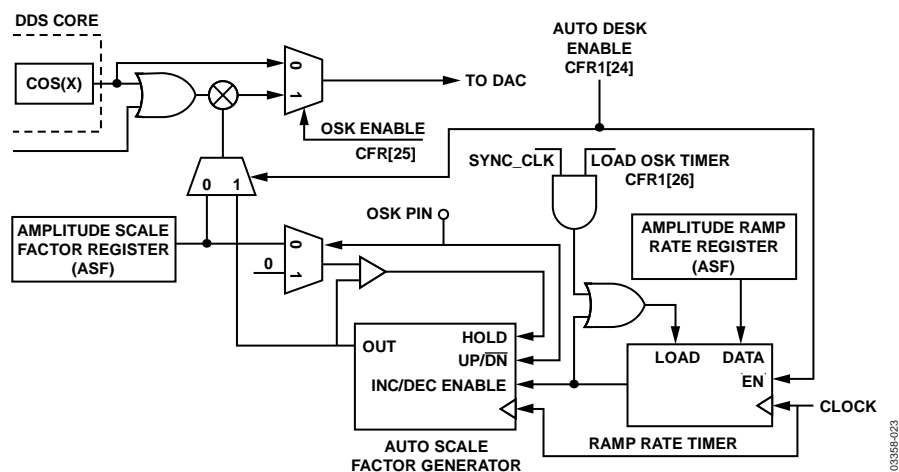 DDS CORE
COS(X)
0
1
TO DAC
OSK ENABLE
CFR[25]
AUTO DESK
ENABLE
CFR1[24]
SYNC_CLK
LOAD OSK TIMER
CFR1[26]
0 1
AMPLITUDE SCALE
FACTOR REGISTER
(ASF)
OSK PIN
0
1
0
AMPLITUDE RAMP
RATE REGISTER
(ASF)
OUT
HOLD
UP/DN
INC/DEC ENABLE
LOAD DATA
EN
CLOCK
RAMP RATE TIMER
AUTO SCALE
FACTOR GENERATOR
03358-023